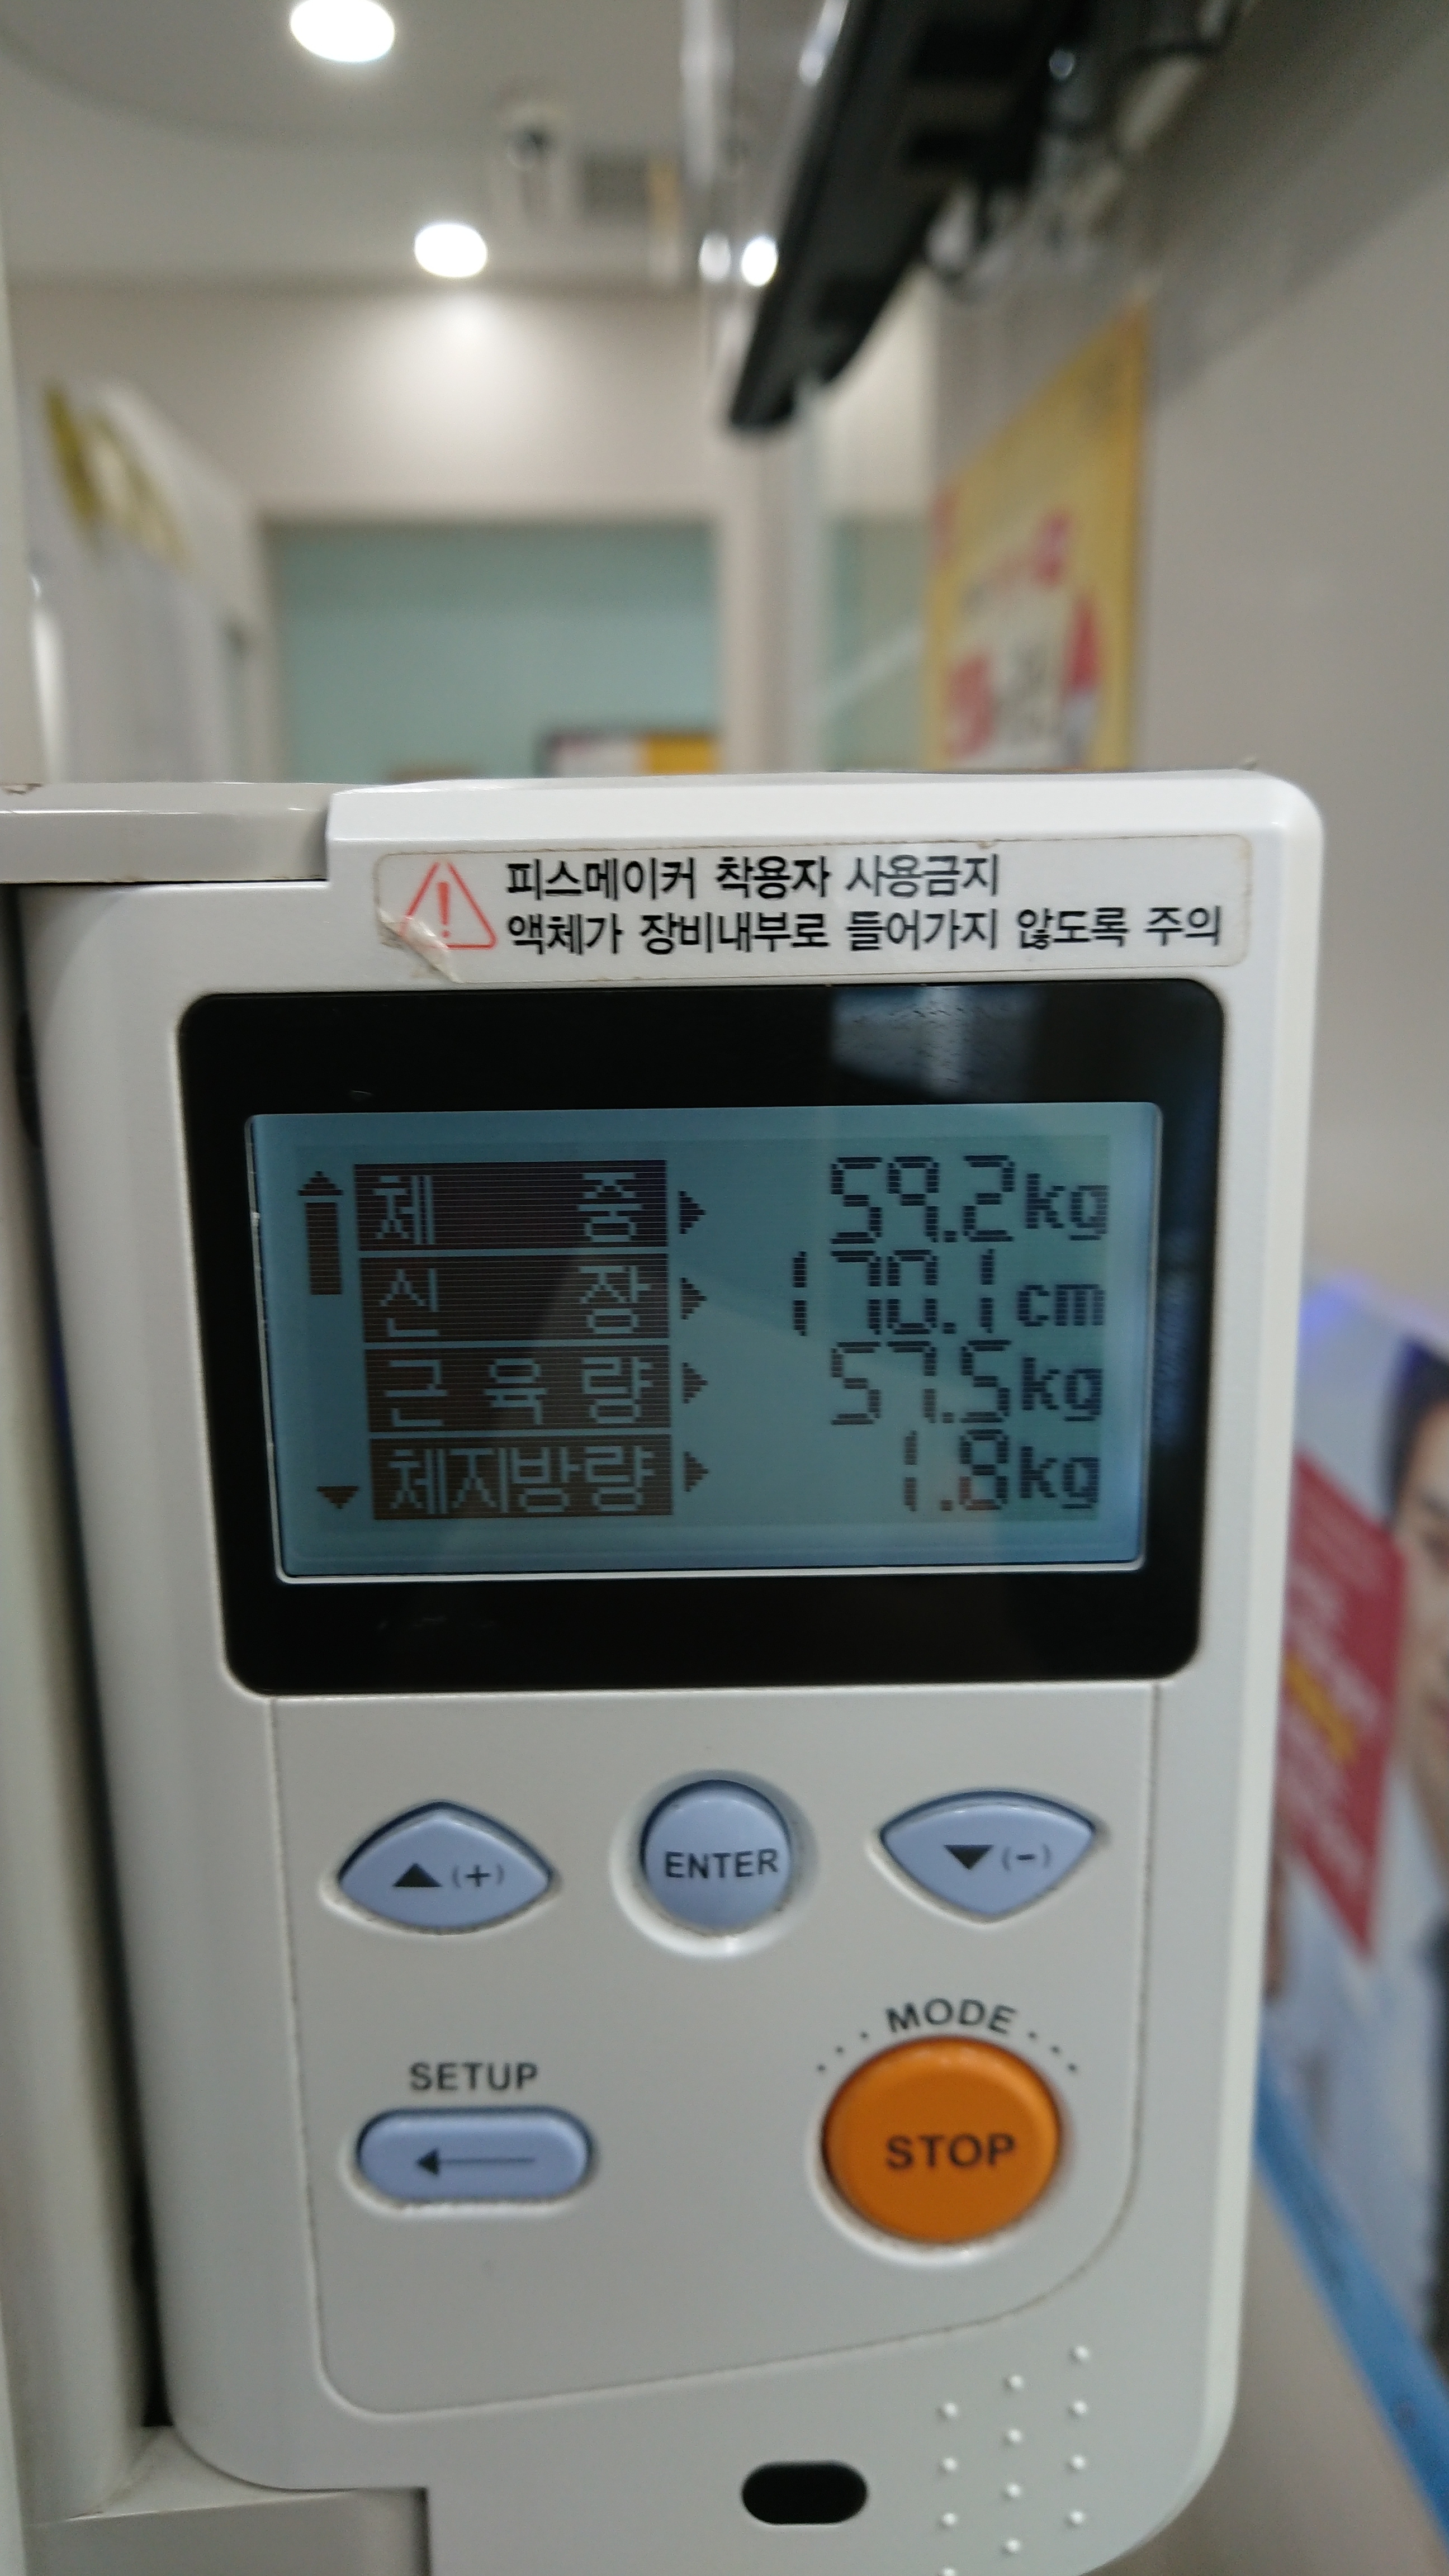 피스메이커 착용자 사용금지
액체가 장비내부로 들어가지 않도록 주의
체 중 59.2kg
신 장 170.1cm
근 육 량 57.5kg
체지방량 1.8kg
▲(+)
ENTER
▼(-)
SETUP
MODE
STOP